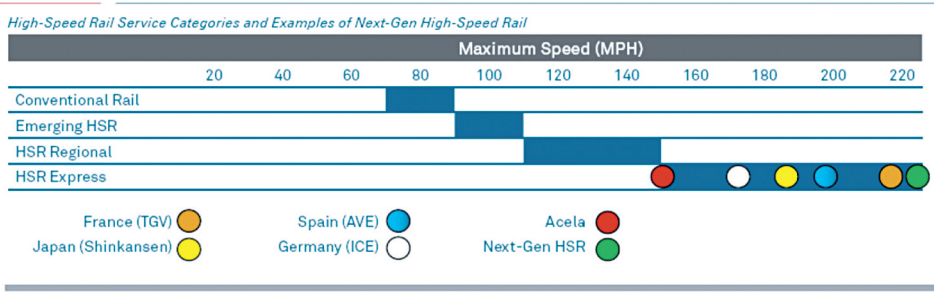 High-Speed Rail Service Categories and Examples of Next-Gen High-Speed Rail
Maximum Speed (MPH)
20 40 60 80 100 120 140 160 180 200 220
Conventional Rail
Emerging HSR
HSR Regional
HSR Express
France (TGV) Spain (AVE) Acela
Japan (Shinkansen) Germany (ICE) Next-Gen HSR